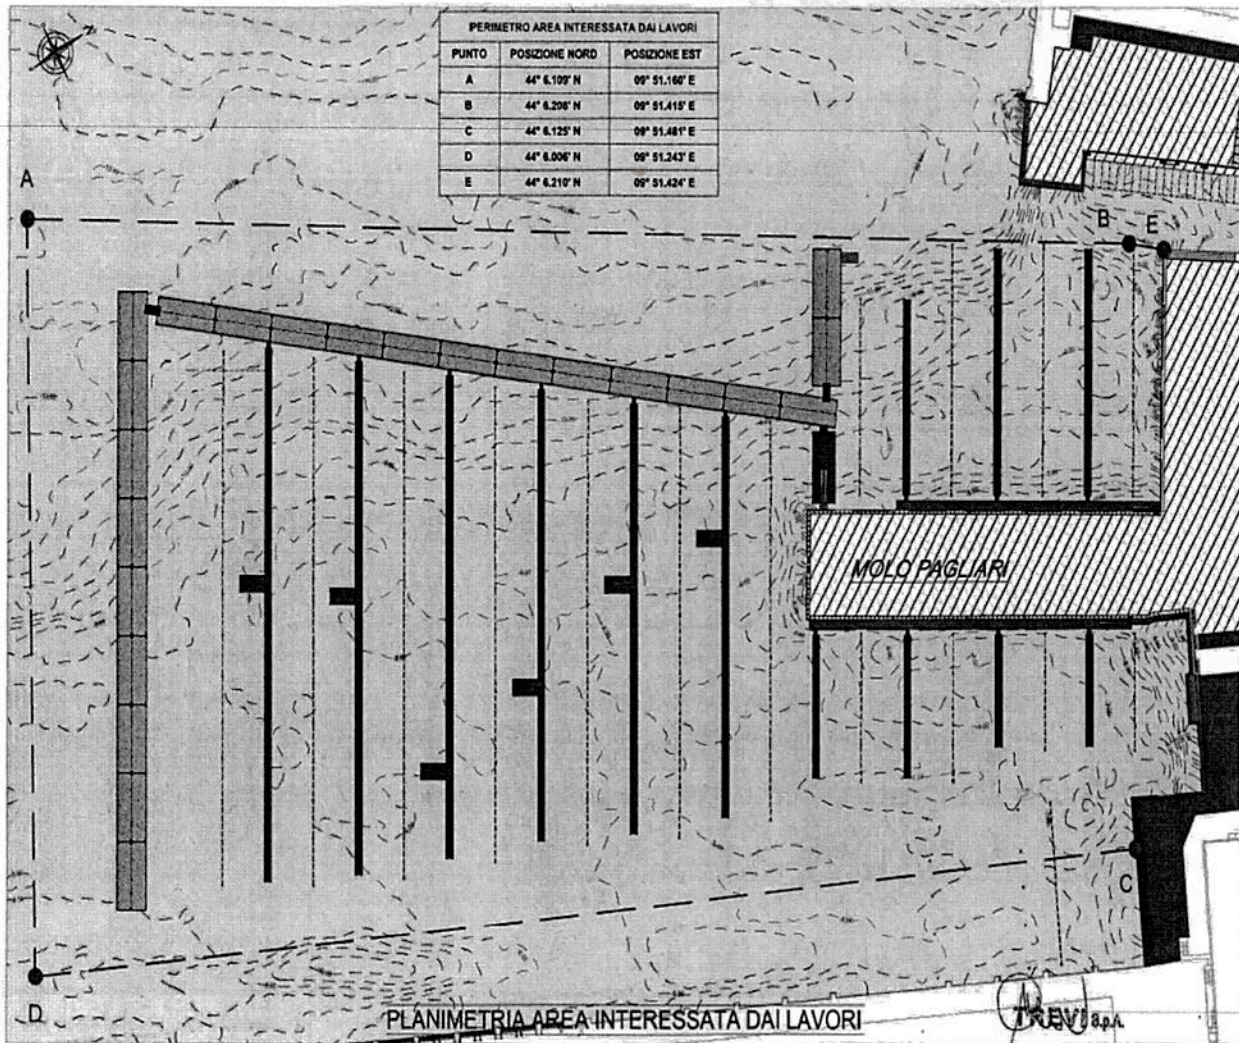 PERIMETRO AREA INTERESSATA DAI LAVORI
PUNTO POSIZIONE NORD POSIZIONE EST
A 44° 6.109' N 09° 51.160' E
B 44° 6.206' N 09° 51.415' E
C 44° 6.125' N 09° 51.481' E
D 44° 6.006' N 09° 51.243' E
E 44° 6.210' N 09° 51.424' E
A
B E
MOLO PAGLIARI
C
D
PLANIMETRIA AREA INTERESSATA DAI LAVORI
TREVI S.p.A.